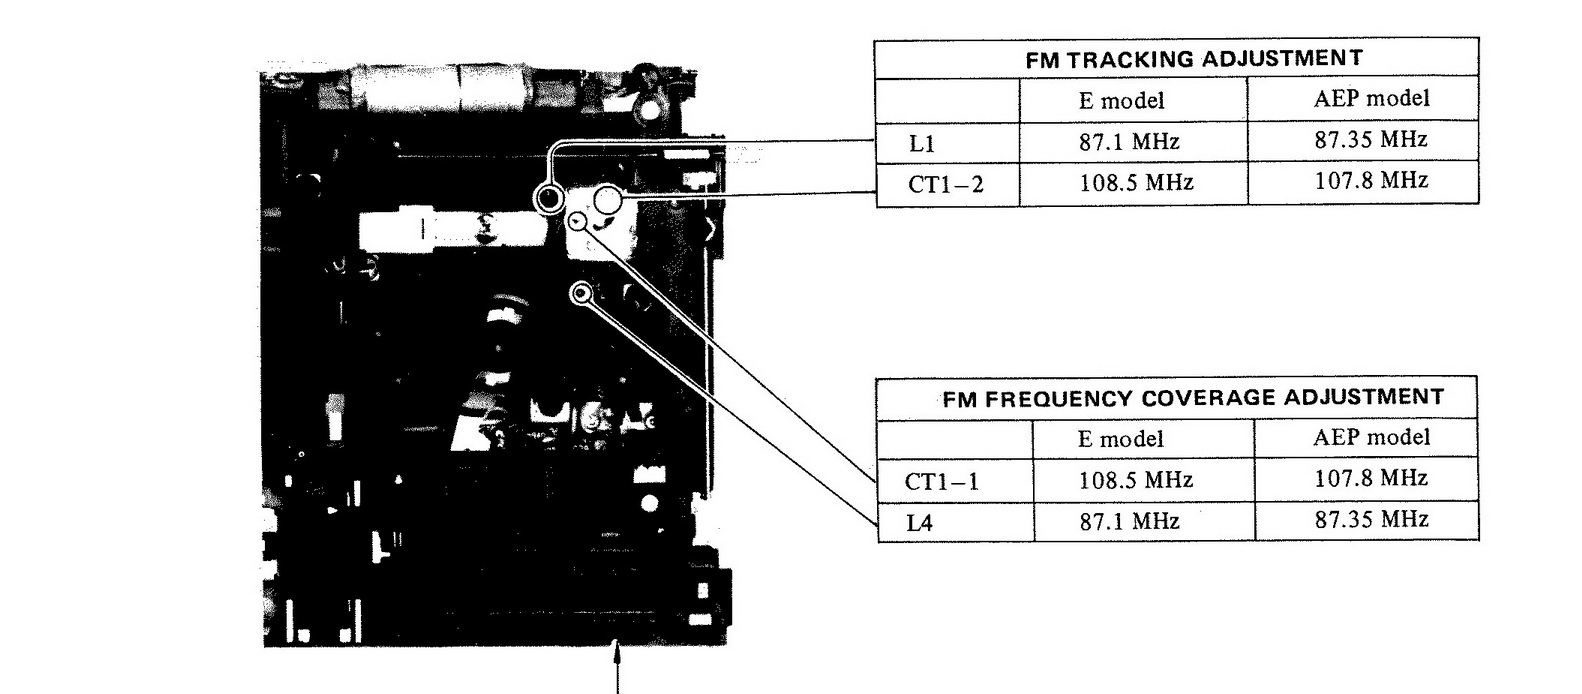 FM TRACKING ADJUSTMENT
E model AEP model
L1 87.1 MHz 87.35 MHz
CT1−2 108.5 MHz 107.8 MHz
FM FREQUENCY COVERAGE ADJUSTMENT
E model AEP model
CT1−1 108.5 MHz 107.8 MHz
L4 87.1 MHz 87.35 MHz